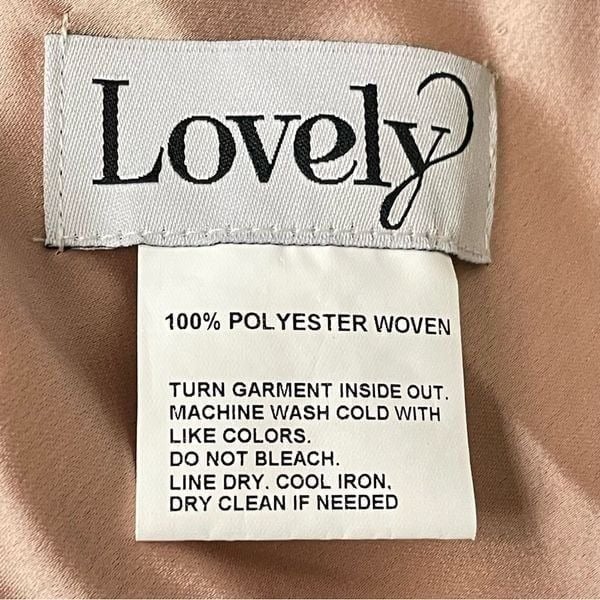 Lovely
100% POLYESTER WOVEN
TURN GARMENT INSIDE OUT.
MACHINE WASH COLD WITH
LIKE COLORS.
DO NOT BLEACH.
LINE DRY. COOL IRON,
DRY CLEAN IF NEEDED